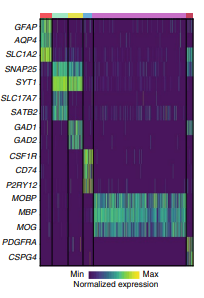 GFAP
AQP4
SLC1A2
SNAP25
SYT1
SLC17A7
SATB2
GAD1
GAD2
CSF1R
CD74
P2RY12
MOBP
MBP
MOG
PDGFRA
CSPG4
Min Max
Normalized expression